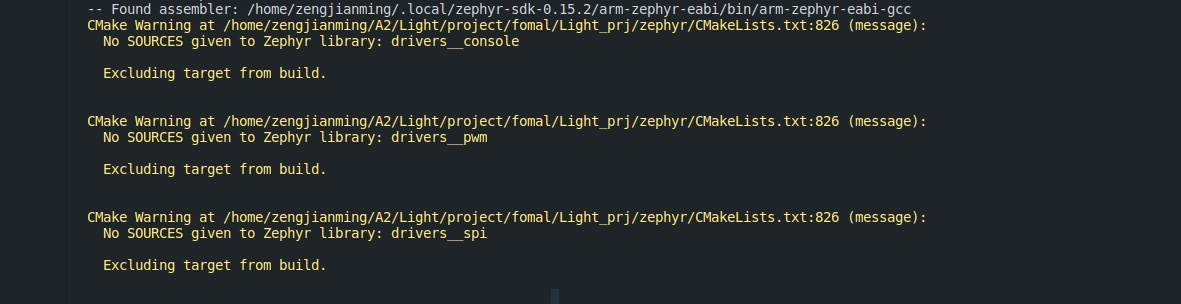 -- Found assembler: /home/zengjianming/.local/zephyr-sdk-0.15.2/arm-zephyr-eabi/bin/arm-zephyr-eabi-gcc
CMake Warning at /home/zengjianming/A2/Light/project/fomal/Light_prj/zephyr/CMakeLists.txt:826 (message):
No SOURCES given to Zephyr library: drivers__console
Excluding target from build.
CMake Warning at /home/zengjianming/A2/Light/project/fomal/Light_prj/zephyr/CMakeLists.txt:826 (message):
No SOURCES given to Zephyr library: drivers__pwm
Excluding target from build.
CMake Warning at /home/zengjianming/A2/Light/project/fomal/Light_prj/zephyr/CMakeLists.txt:826 (message):
No SOURCES given to Zephyr library: drivers__spi
Excluding target from build.